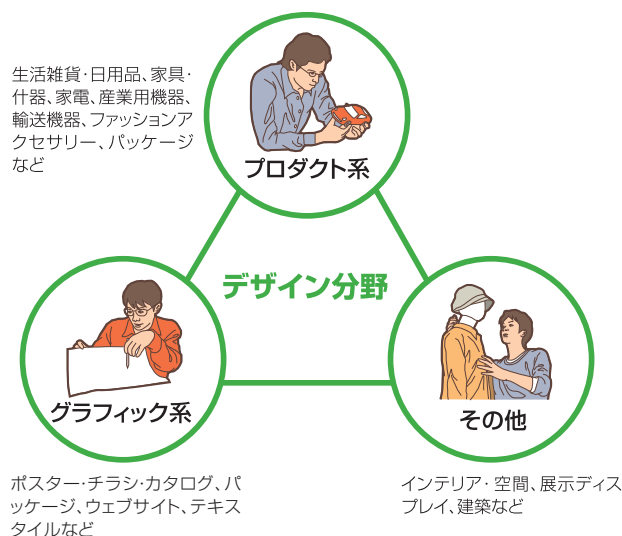 生活雑貨・日用品、家具・
什器、家電、産業用機器、
輸送機器、ファッションア
クセサリー、パッケージ
など
プロダクト系
デザイン分野
グラフィック系
ポスター・チラシ・カタログ、パ
ッケージ、ウェブサイト、テキス
タイルなど
その他
インテリア・空間、展示ディス
プレイ、建築など